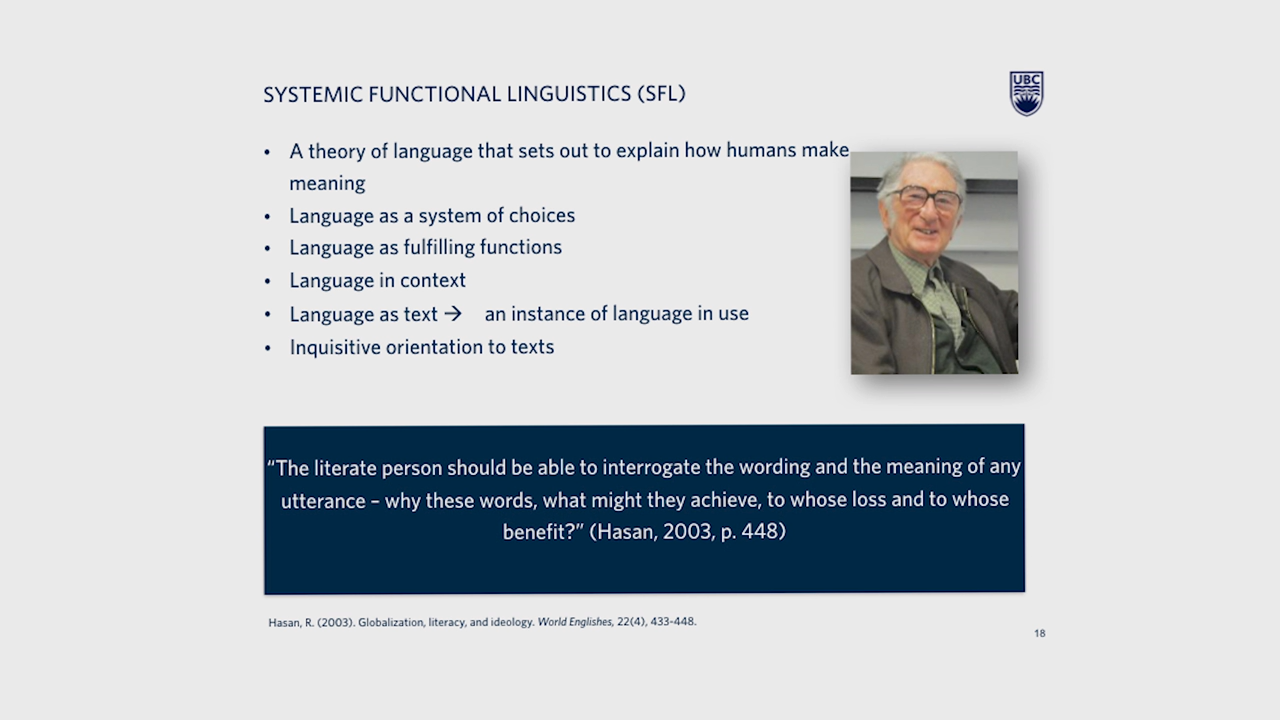 SYSTEMIC FUNCTIONAL LINGUISTICS (SFL)
UBC
• A theory of language that sets out to explain how humans make
meaning
• Language as a system of choices
• Language as fulfilling functions
• Language in context
• Language as text → an instance of language in use
• Inquisitive orientation to texts
“The literate person should be able to interrogate the wording and the meaning of any
utterance – why these words, what might they achieve, to whose loss and to whose
benefit?” (Hasan, 2003, p. 448)
Hasan, R. (2003). Globalization, literacy, and ideology. World Englishes, 22(4), 433-448.
18